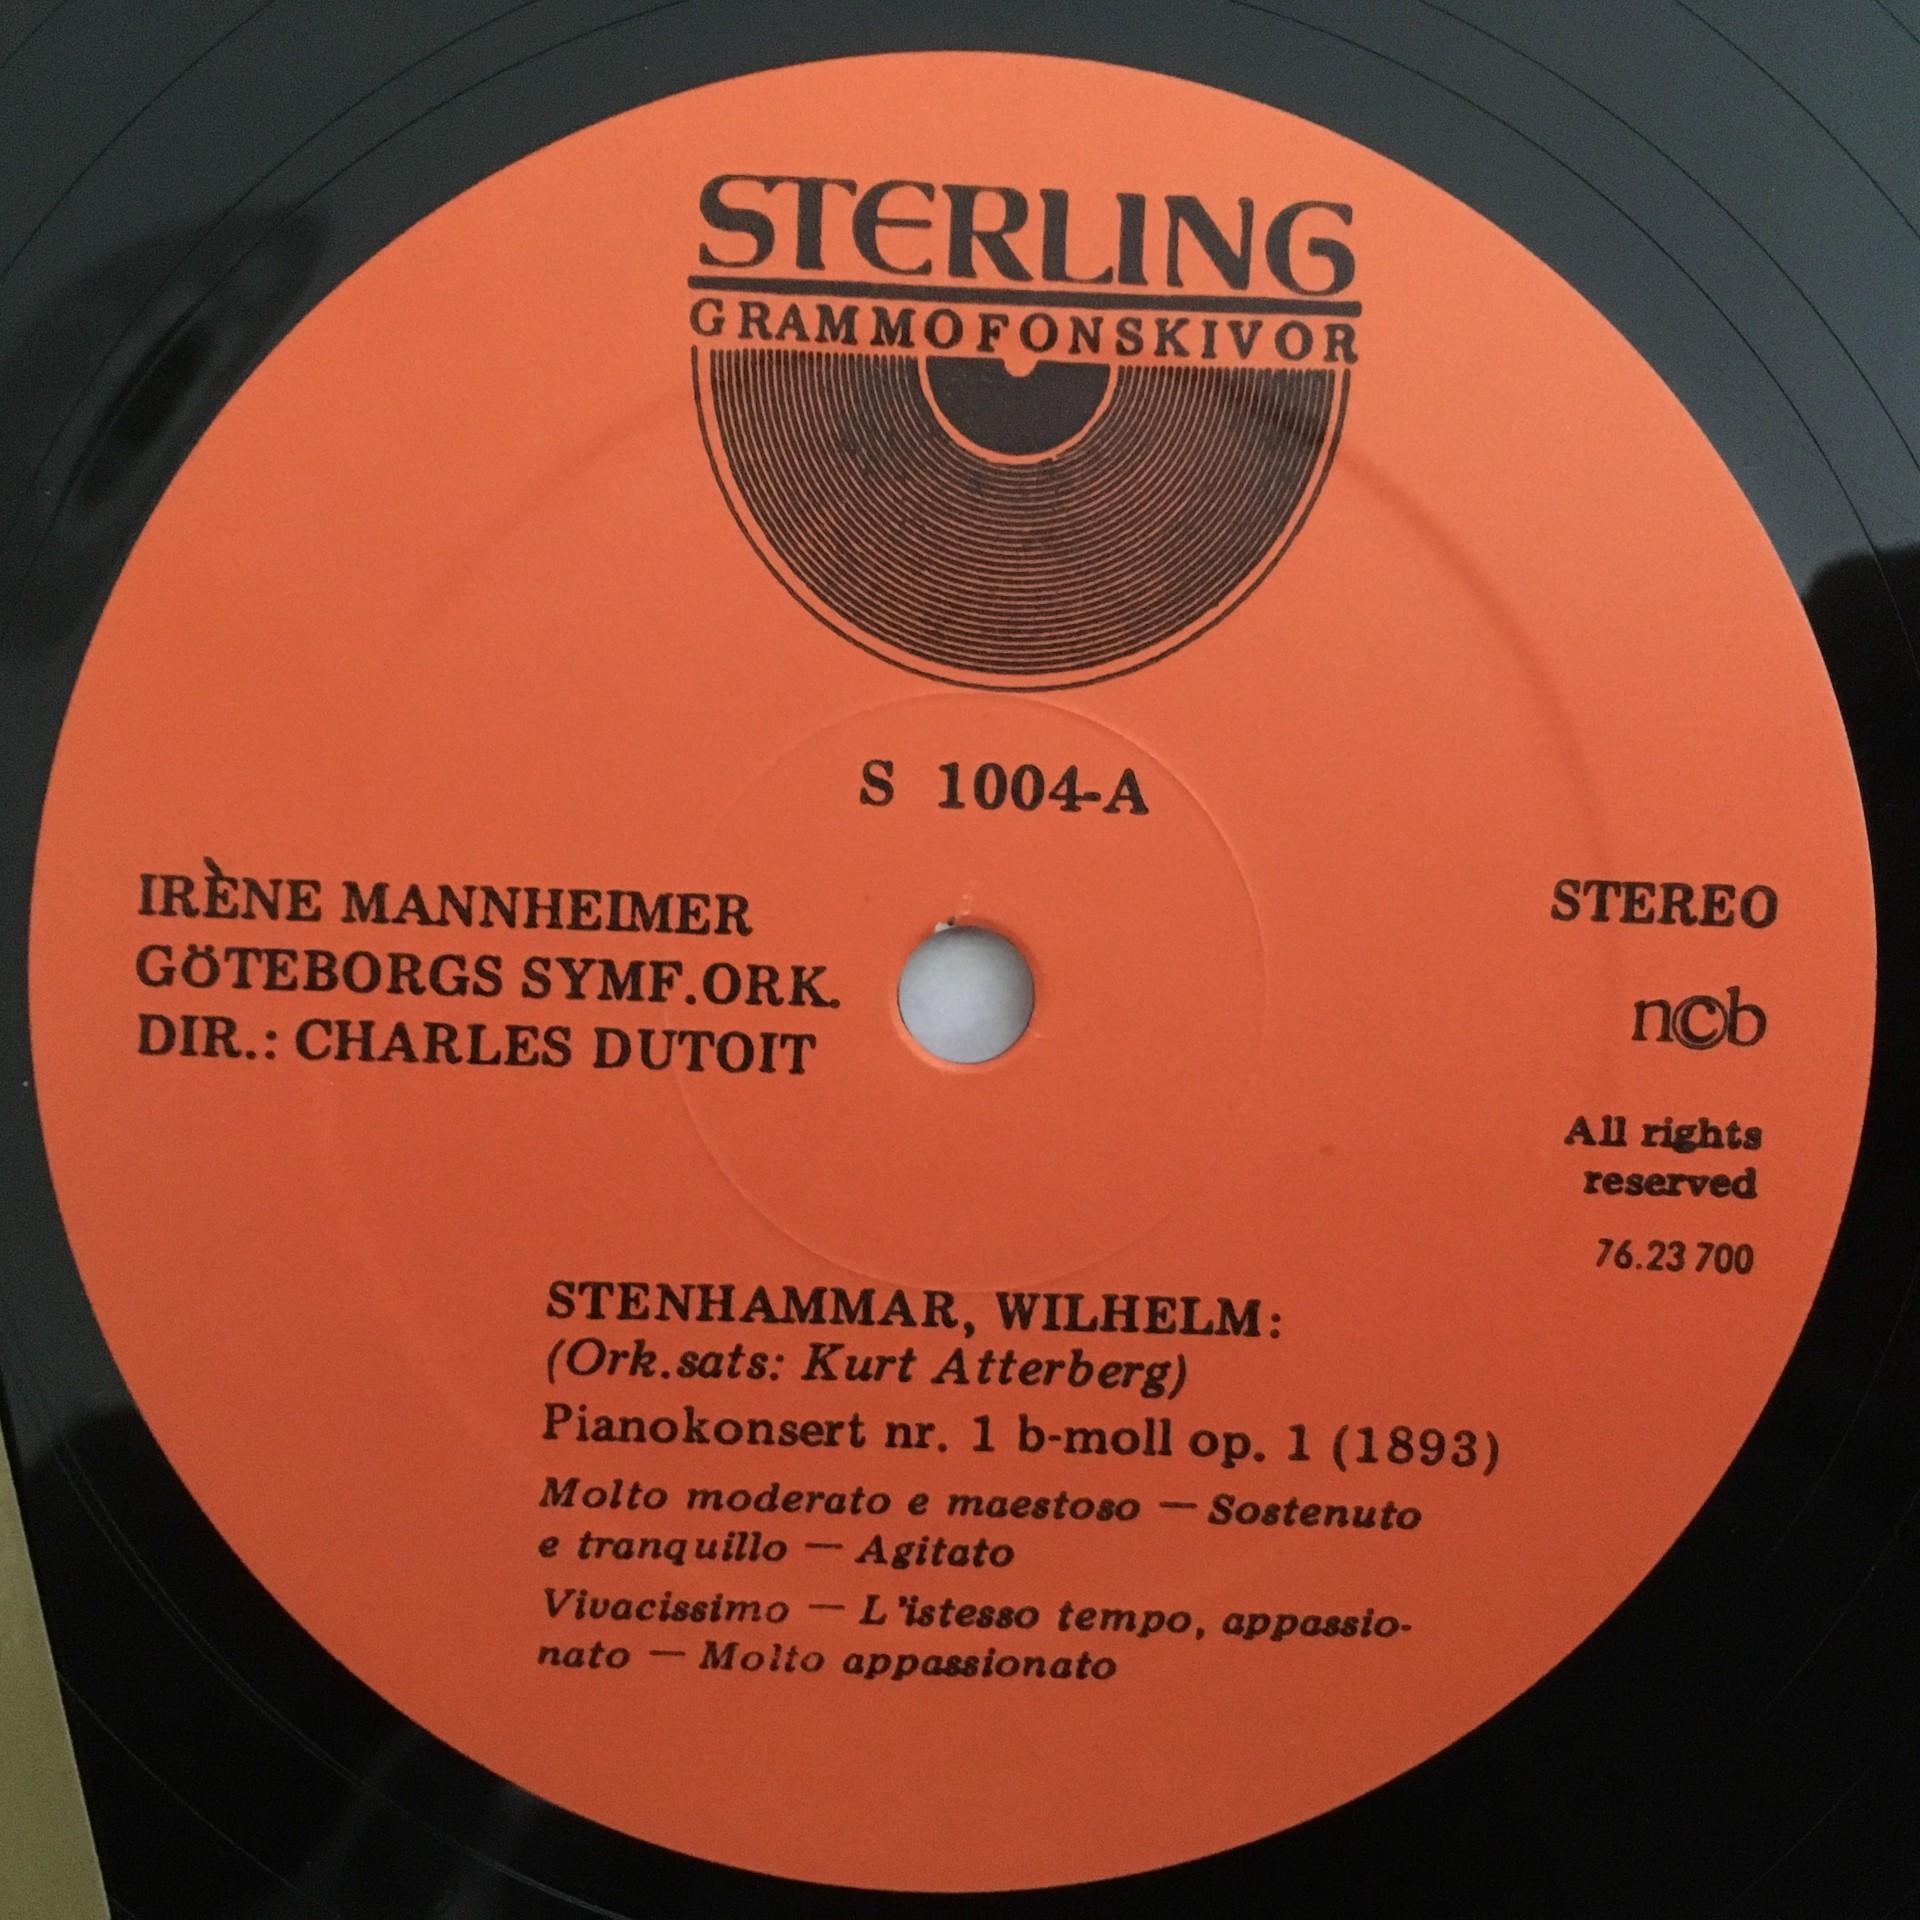 STERLING
GRAMMOFONSKIVOR
S 1004-A
IRÈNE MANNHEIMER
GÖTEBORGS SYMF.ORK.
DIR.: CHARLES DUTOIT
STEREO
n©b
All rights
reserved
76.23 700
STENHAMMAR, WILHELM:
(Ork.sats: Kurt Atterberg)
Pianokonsert nr. 1 b-moll op. 1 (1893)
Molto moderato e maestoso — Sostenuto
e tranquillo — Agitato
Vivacissimo — L'istesso tempo, appassio-
nato — Molto appassionato